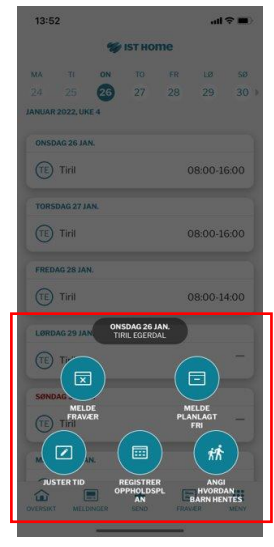 13:52
IST Home
MA TI ON TO FR LØ SØ
24 25 26 27 28 29 30
JANUAR 2022, UKE 4
ONSDAG 26 JAN.
TE Tiril 08:00-16:00
TORSDAG 27 JAN.
TE Tiril 08:00-16:00
FREDAG 28 JAN.
TE Tiril 08:00-14:00
LØRDAG 29 JAN.
ONSDAG 26 JAN.
TIRIL EGERDAL
TE
MELDE
FRAVÆR
MELDE
PLANLAGT
FRI
TE Tiril
JUSTER TID
REGISTRER
OPPHOLDSPL
AN
ANGI
HVORDAN
BARN HENTES
OVERSIKT MELDINGER SEND FRAVÆR MENY